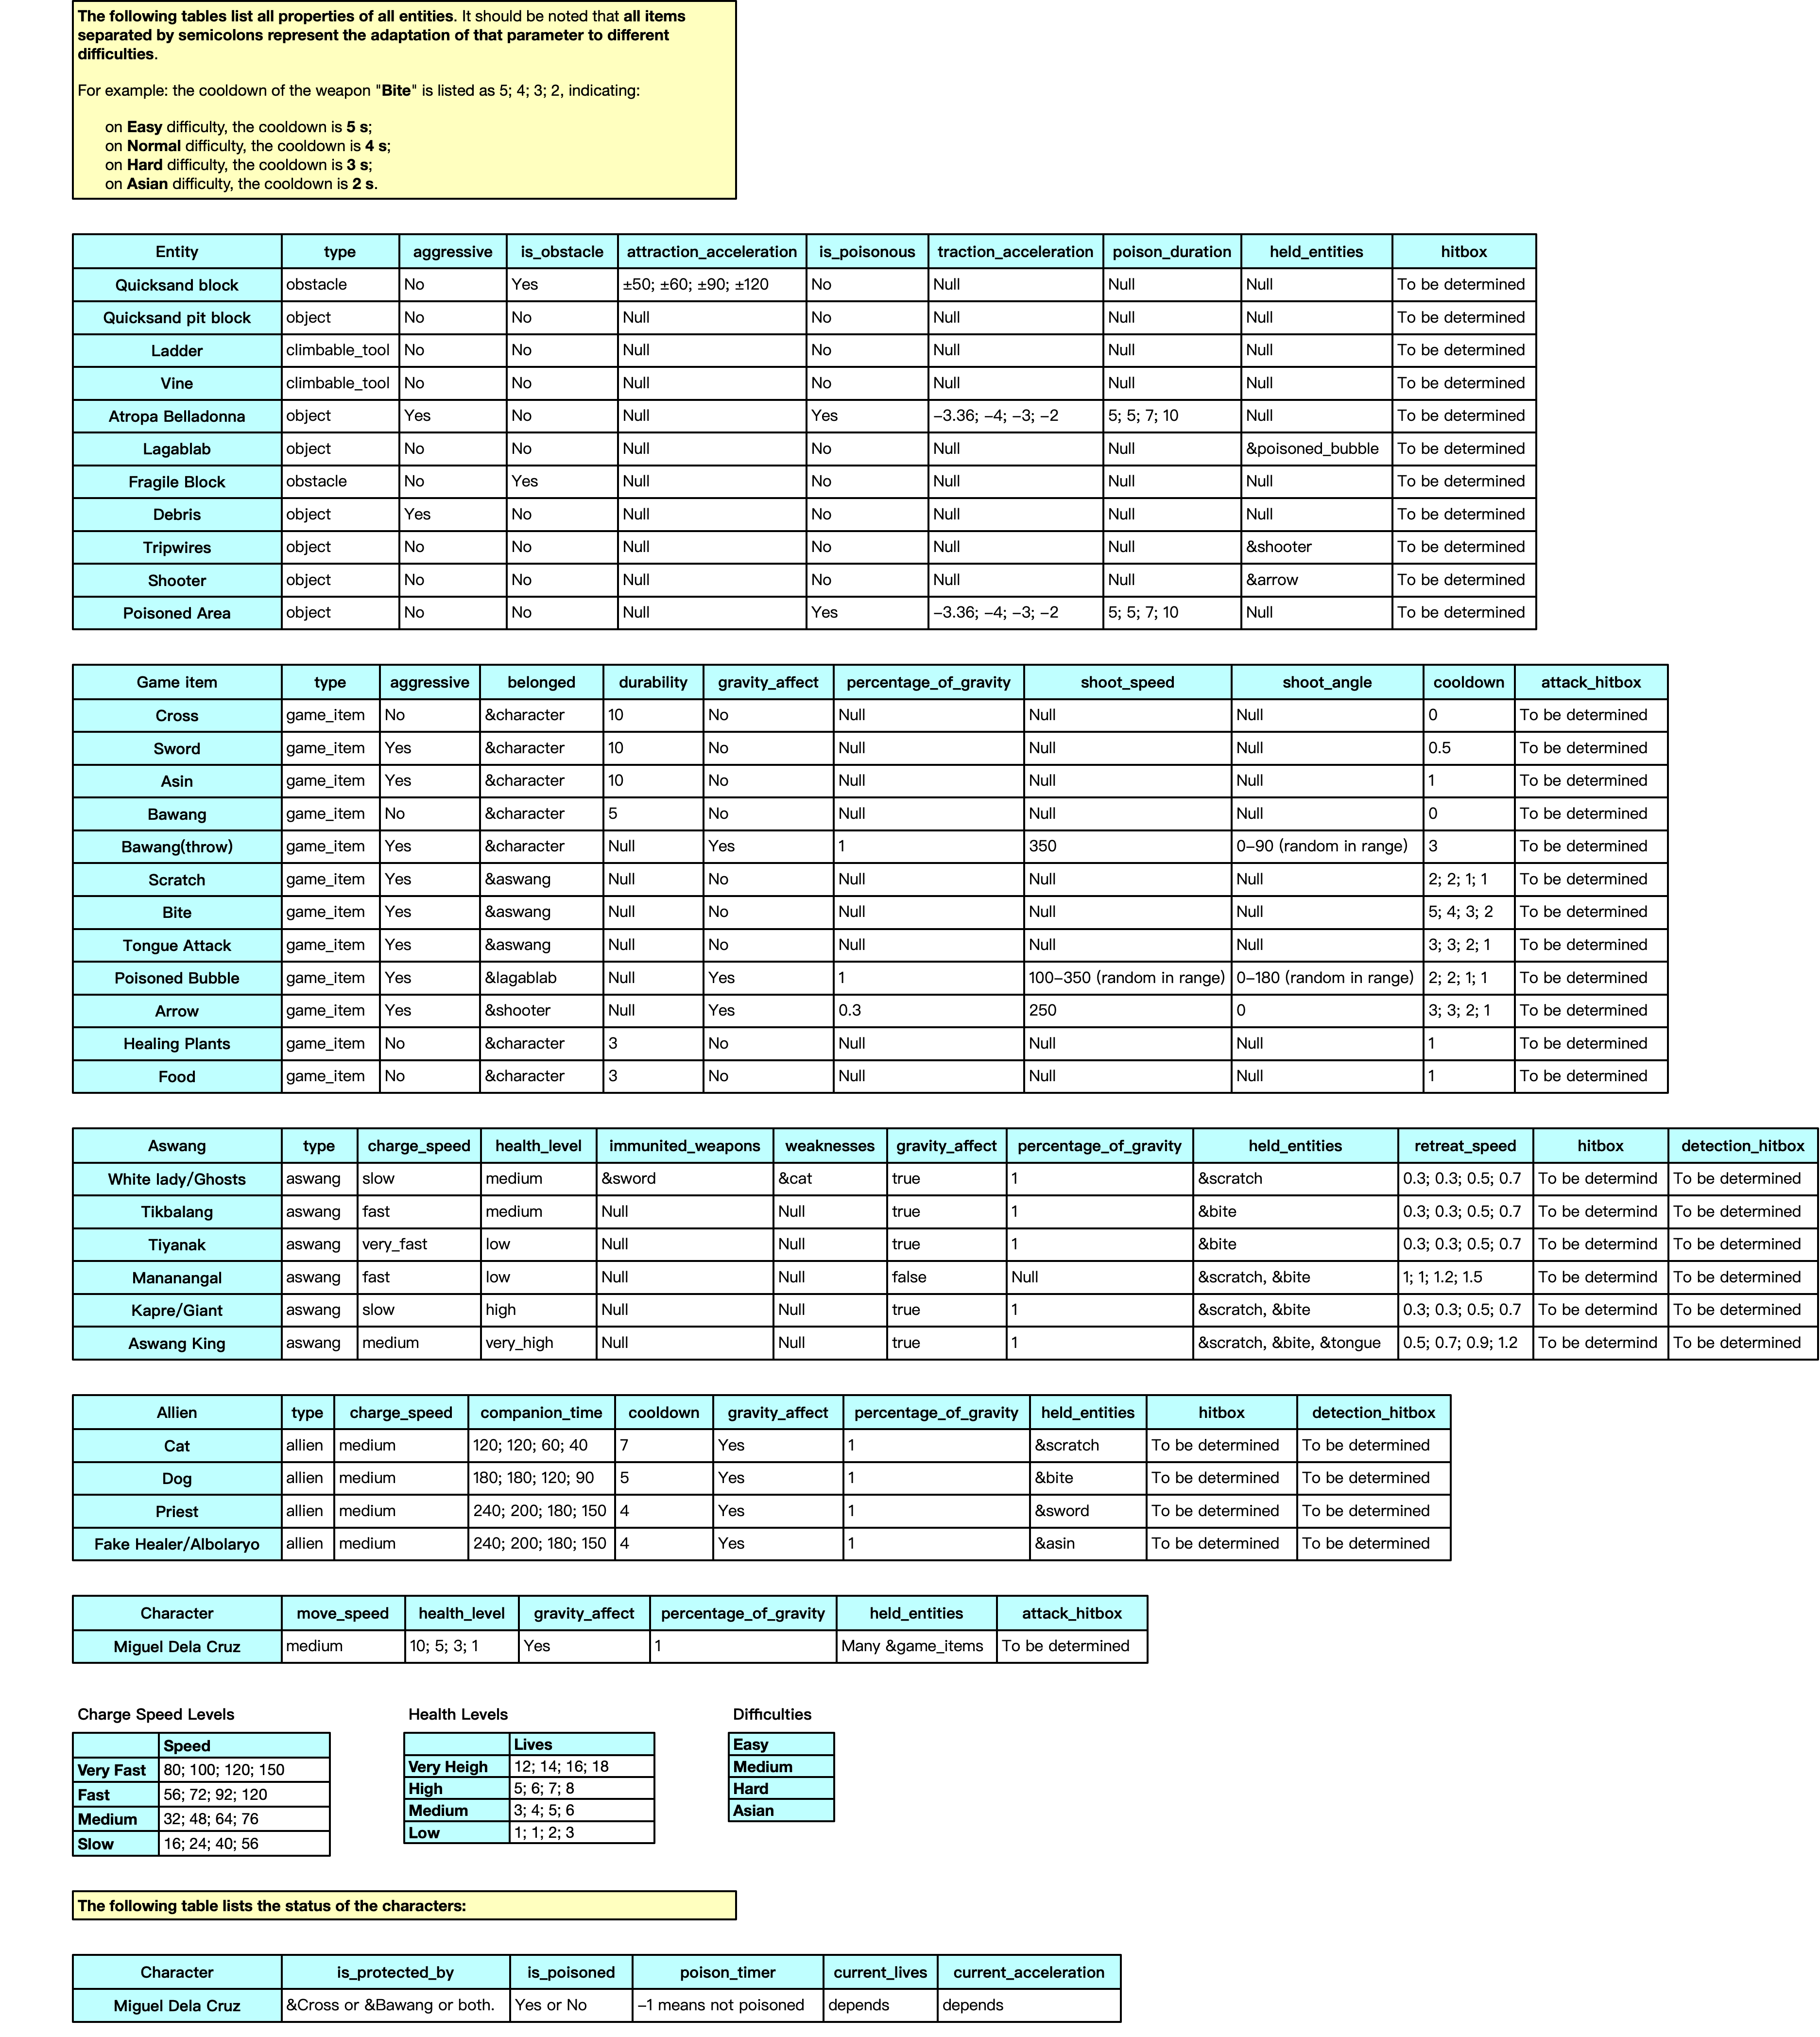 The following tables list all properties of all entities. It should be noted that all items
separated by semicolons represent the adaptation of that parameter to different
difficulties.
For example: the cooldown of the weapon "Bite" is listed as 5; 4; 3; 2, indicating:
on Easy difficulty, the cooldown is 5 s;
on Normal difficulty, the cooldown is 4 s;
on Hard difficulty, the cooldown is 3 s;
on Asian difficulty, the cooldown is 2 s.
Entity type aggressive is_obstacle attraction_acceleration is_poisonous traction_acceleration poison_duration held_entities hitbox
Quicksand block obstacle No Yes ±50; ±60; ±90; ±120 No Null Null Null To be determined
Quicksand pit block object No No Null No Null Null Null To be determined
Ladder climbable_tool No No Null No Null Null Null To be determined
Vine climbable_tool No No Null No Null Null Null To be determined
Atropa Belladonna object Yes No Null Yes −3.36; −4; −3; −2 5; 5; 7; 10 Null To be determined
Lagablab object No No Null No Null Null &poisoned_bubble To be determined
Fragile Block obstacle No Yes Null No Null Null Null To be determined
Debris object Yes No Null No Null Null Null To be determined
Tripwires object No No Null No Null Null &shooter To be determined
Shooter object No No Null No Null Null &arrow To be determined
Poisoned Area object No No Null Yes −3.36; −4; −3; −2 5; 5; 7; 10 Null To be determined
Game item type aggressive belonged durability gravity_affect percentage_of_gravity shoot_speed shoot_angle cooldown attack_hitbox
Cross game_item No &character 10 No Null Null Null 0 To be determined
Sword game_item Yes &character 10 No Null Null Null 0.5 To be determined
Asin game_item Yes &character 10 No Null Null Null 1 To be determined
Bawang game_item No &character 5 No Null Null Null 0 To be determined
Bawang(throw) game_item Yes &character Null Yes 1 350 0−90 (random in range) 3 To be determined
Scratch game_item Yes &aswang Null No Null Null Null 2; 2; 1; 1 To be determined
Bite game_item Yes &aswang Null No Null Null Null 5; 4; 3; 2 To be determined
Tongue Attack game_item Yes &aswang Null No Null Null Null 3; 3; 2; 1 To be determined
Poisoned Bubble game_item Yes &lagablab Null Yes 1 100−350 (random in range) 0−180 (random in range) 2; 2; 1; 1 To be determined
Arrow game_item Yes &shooter Null Yes 0.3 250 0 3; 3; 2; 1 To be determined
Healing Plants game_item No &character 3 No Null Null Null 1 To be determined
Food game_item No &character 3 No Null Null Null 1 To be determined
Aswang type charge_speed health_level immunited_weapons weaknesses gravity_affect percentage_of_gravity held_entities retreat_speed hitbox detection_hitbox
White lady/Ghosts aswang slow medium &sword &cat true 1 &scratch 0.3; 0.3; 0.5; 0.7 To be determind To be determined
Tikbalang aswang fast medium Null Null true 1 &bite 0.3; 0.3; 0.5; 0.7 To be determind To be determined
Tiyanak aswang very_fast low Null Null true 1 &bite 0.3; 0.3; 0.5; 0.7 To be determind To be determined
Mananangal aswang fast low Null Null false Null &scratch, &bite 1; 1; 1.2; 1.5 To be determind To be determined
Kapre/Giant aswang slow high Null Null true 1 &scratch, &bite 0.3; 0.3; 0.5; 0.7 To be determind To be determined
Aswang King aswang medium very_high Null Null true 1 &scratch, &bite, &tongue 0.5; 0.7; 0.9; 1.2 To be determind To be determined
Allien type charge_speed companion_time cooldown gravity_affect percentage_of_gravity held_entities hitbox detection_hitbox
Cat allien medium 120; 120; 60; 40 7 Yes 1 &scratch To be determined To be determined
Dog allien medium 180; 180; 120; 90 5 Yes 1 &bite To be determined To be determined
Priest allien medium 240; 200; 180; 150 4 Yes 1 &sword To be determined To be determined
Fake Healer/Albolaryo allien medium 240; 200; 180; 150 4 Yes 1 &asin To be determined To be determined
Character move_speed health_level gravity_affect percentage_of_gravity held_entities attack_hitbox
Miguel Dela Cruz medium 10; 5; 3; 1 Yes 1 Many &game_items To be determined
Charge Speed Levels
Speed
Very Fast 80; 100; 120; 150
Fast 56; 72; 92; 120
Medium 32; 48; 64; 76
Slow 16; 24; 40; 56
Health Levels
Lives
Very Heigh 12; 14; 16; 18
High 5; 6; 7; 8
Medium 3; 4; 5; 6
Low 1; 1; 2; 3
Difficulties
Easy
Medium
Hard
Asian
The following table lists the status of the characters:
Character is_protected_by is_poisoned poison_timer current_lives current_acceleration
Miguel Dela Cruz &Cross or &Bawang or both. Yes or No −1 means not poisoned depends depends